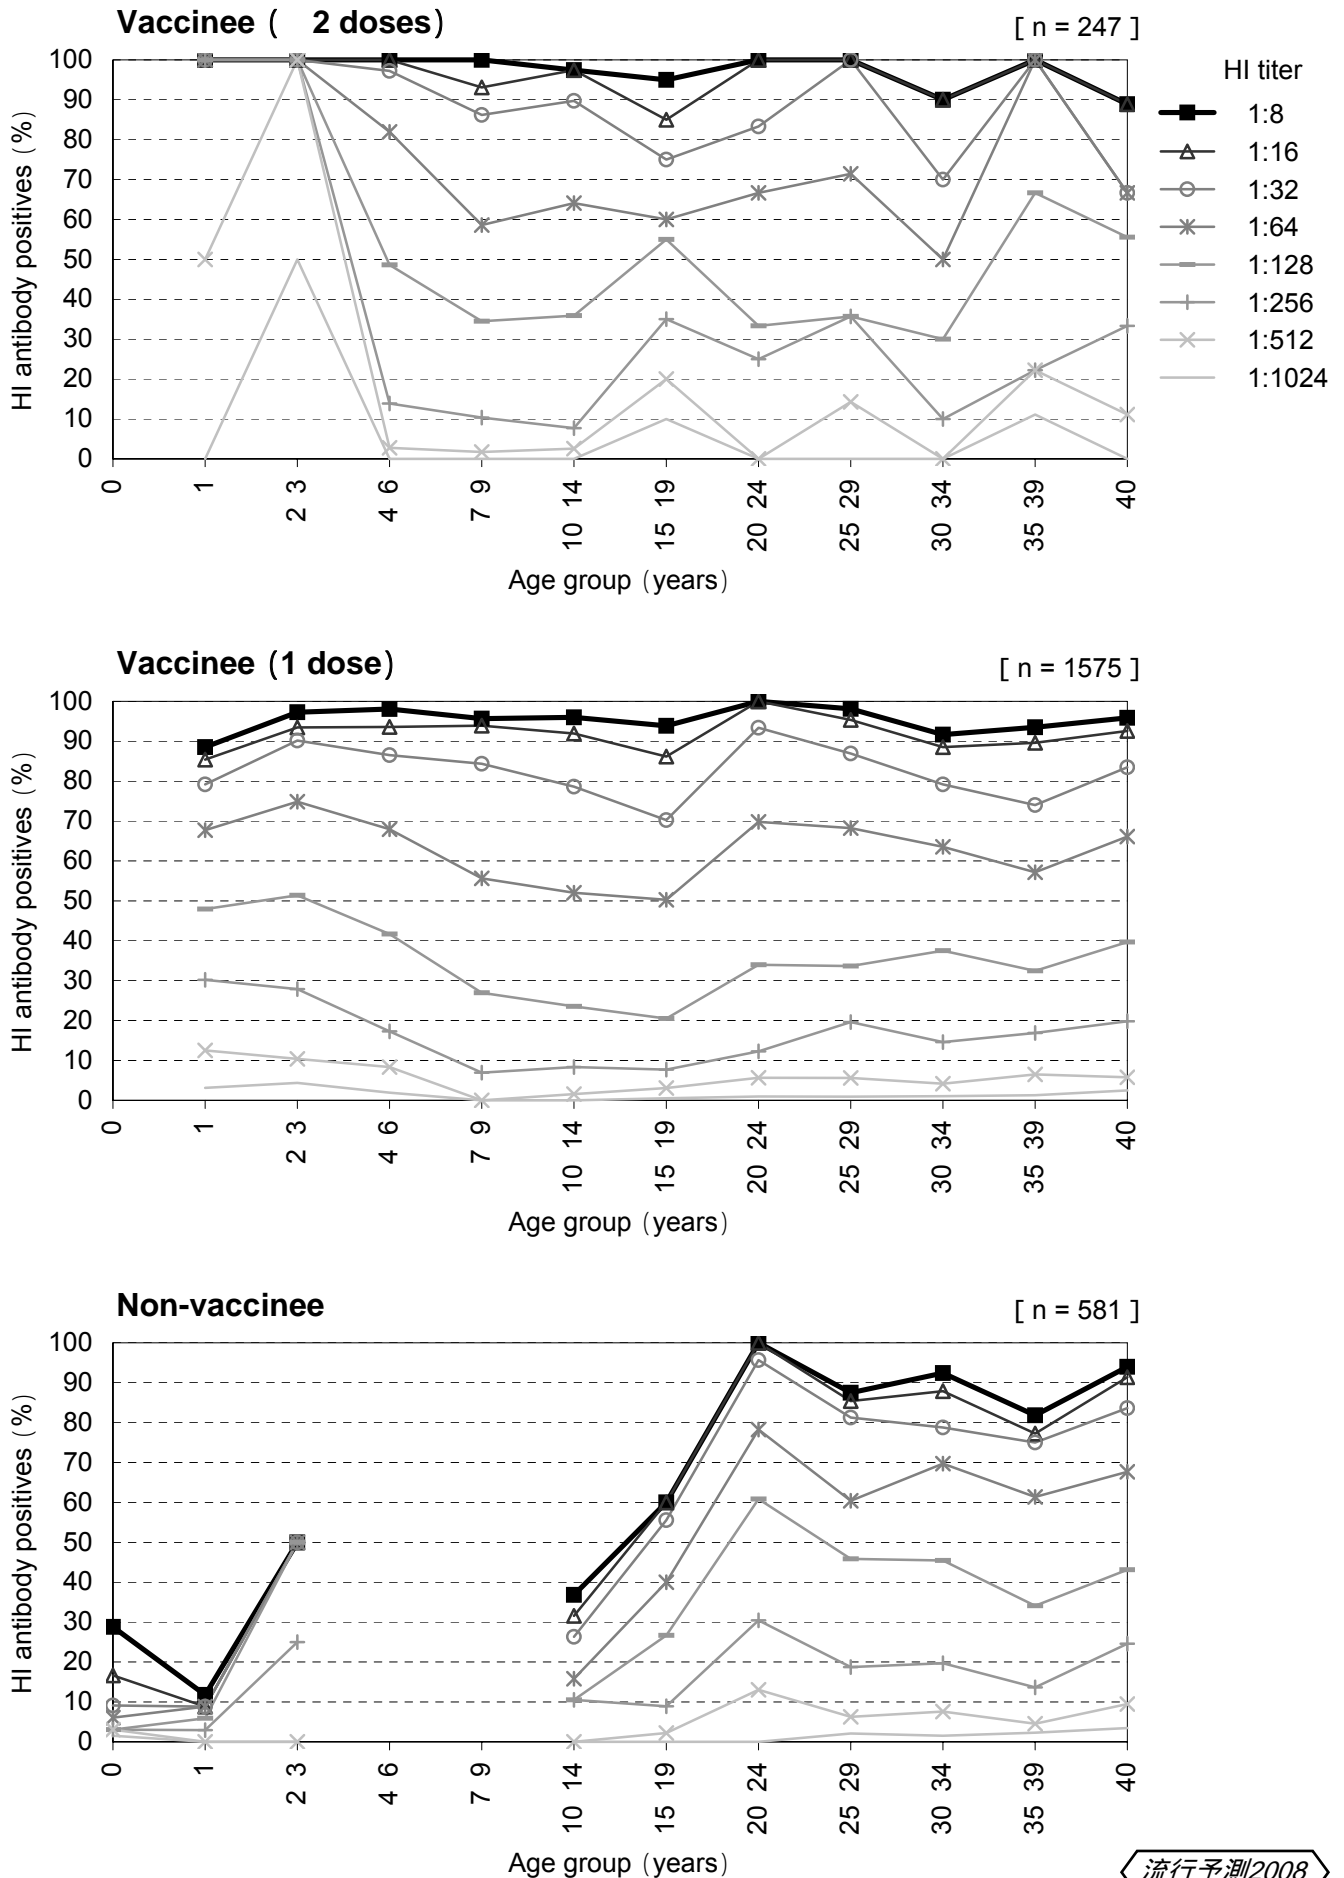 Vaccinee (　2 doses)　[ n = 247 ]
HI titer
1:8
1:16
1:32
1:64
1:128
1:256
1:512
1:1024
HI antibody positives (%)
100
90
80
70
60
50
40
30
20
10
0
0　1　2 3　4 6　7 9　10 14　15 19　20 24　25 29　30 34　35 39　40
Age group (years)
Vaccinee (1 dose)　[ n = 1575 ]
HI antibody positives (%)
100
90
80
70
60
50
40
30
20
10
0
0　1　2 3　4 6　7 9　10 14　15 19　20 24　25 29　30 34　35 39　40
Age group (years)
Non-vaccinee　[ n = 581 ]
HI antibody positives (%)
100
90
80
70
60
50
40
30
20
10
0
0　1　2 3　4 6　7 9　10 14　15 19　20 24　25 29　30 34　35 39　40
Age group (years)
流行予測2008